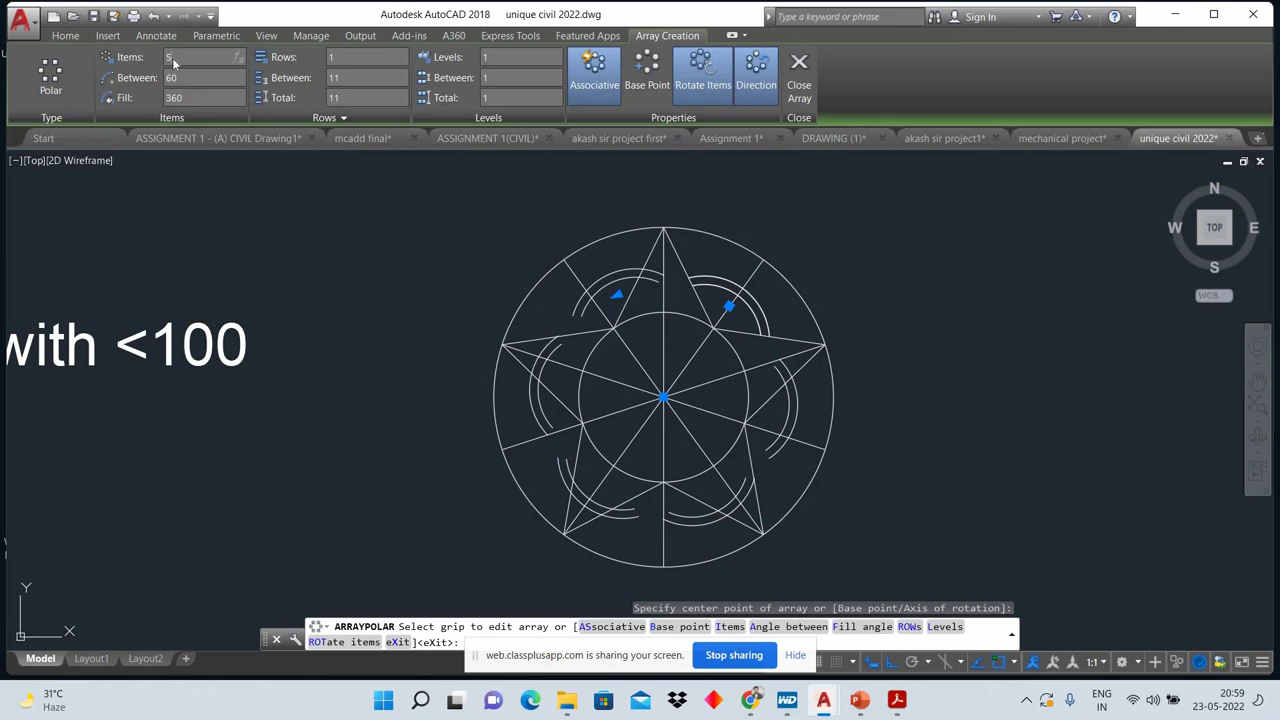 A Autodesk AutoCAD 2018 unique civil 2022.dwg Type a keyword or phrase Sign In
Home Insert Annotate Parametric View Manage Output Add-ins A360 Express Tools Featured Apps Array Creation
Items: 5 Rows: 1 Levels: 1
Between: 60 Between: 11 Between: 1
Fill: 360 Total: 11 Total: 1
Polar Associative Base Point Rotate Items Direction Close Array
Type Items Rows Levels Properties Close
Start ASSIGNMENT 1 - (A) CIVIL Drawing1* mcadd final* ASSIGNMENT 1(CIVIL)* akash sir project first* Assignment 1* DRAWING (1)* akash sir project1* mechanical project* unique civil 2022*
[−][Top][2D Wireframe]
N
W TOP E
S
WCS
with <100
Y
X
Specify center point of array or [Base point/Axis of rotation]:
ARRAYPOLAR Select grip to edit array or [ASsociative Base point Items Angle between Fill angle ROWs Levels
ROTate items eXit]<eXit>:
web.classplusapp.com is sharing your screen. Stop sharing Hide
Model Layout1 Layout2 + 1:1
31°C
Haze
WD A P
ENG
IN
20:59
23-05-2022